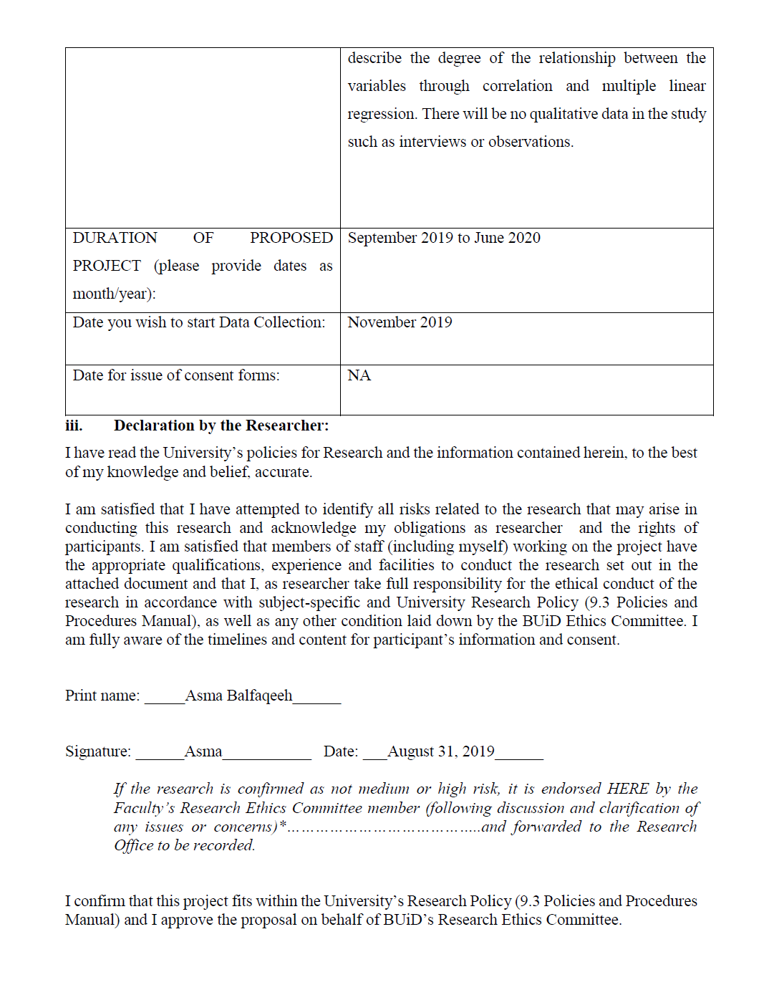 describe the degree of the relationship between the
variables through correlation and multiple linear
regression. There will be no qualitative data in the study
such as interviews or observations.
DURATION OF PROPOSED
PROJECT (please provide dates as
month/year):
September 2019 to June 2020
Date you wish to start Data Collection:
November 2019
Date for issue of consent forms:
NA
iii. Declaration by the Researcher:
I have read the University’s policies for Research and the information contained herein, to the best
of my knowledge and belief, accurate.
I am satisfied that I have attempted to identify all risks related to the research that may arise in
conducting this research and acknowledge my obligations as researcher and the rights of
participants. I am satisfied that members of staff (including myself) working on the project have
the appropriate qualifications, experience and facilities to conduct the research set out in the
attached document and that I, as researcher take full responsibility for the ethical conduct of the
research in accordance with subject-specific and University Research Policy (9.3 Policies and
Procedures Manual), as well as any other condition laid down by the BUiD Ethics Committee. I
am fully aware of the timelines and content for participant’s information and consent.
Print name: _____Asma Balfaqeeh______
Signature: ______Asma___________ Date: ___August 31, 2019______
If the research is confirmed as not medium or high risk, it is endorsed HERE by the
Faculty’s Research Ethics Committee member (following discussion and clarification of
any issues or concerns)*…………………………………..and forwarded to the Research
Office to be recorded.
I confirm that this project fits within the University’s Research Policy (9.3 Policies and Procedures
Manual) and I approve the proposal on behalf of BUiD’s Research Ethics Committee.